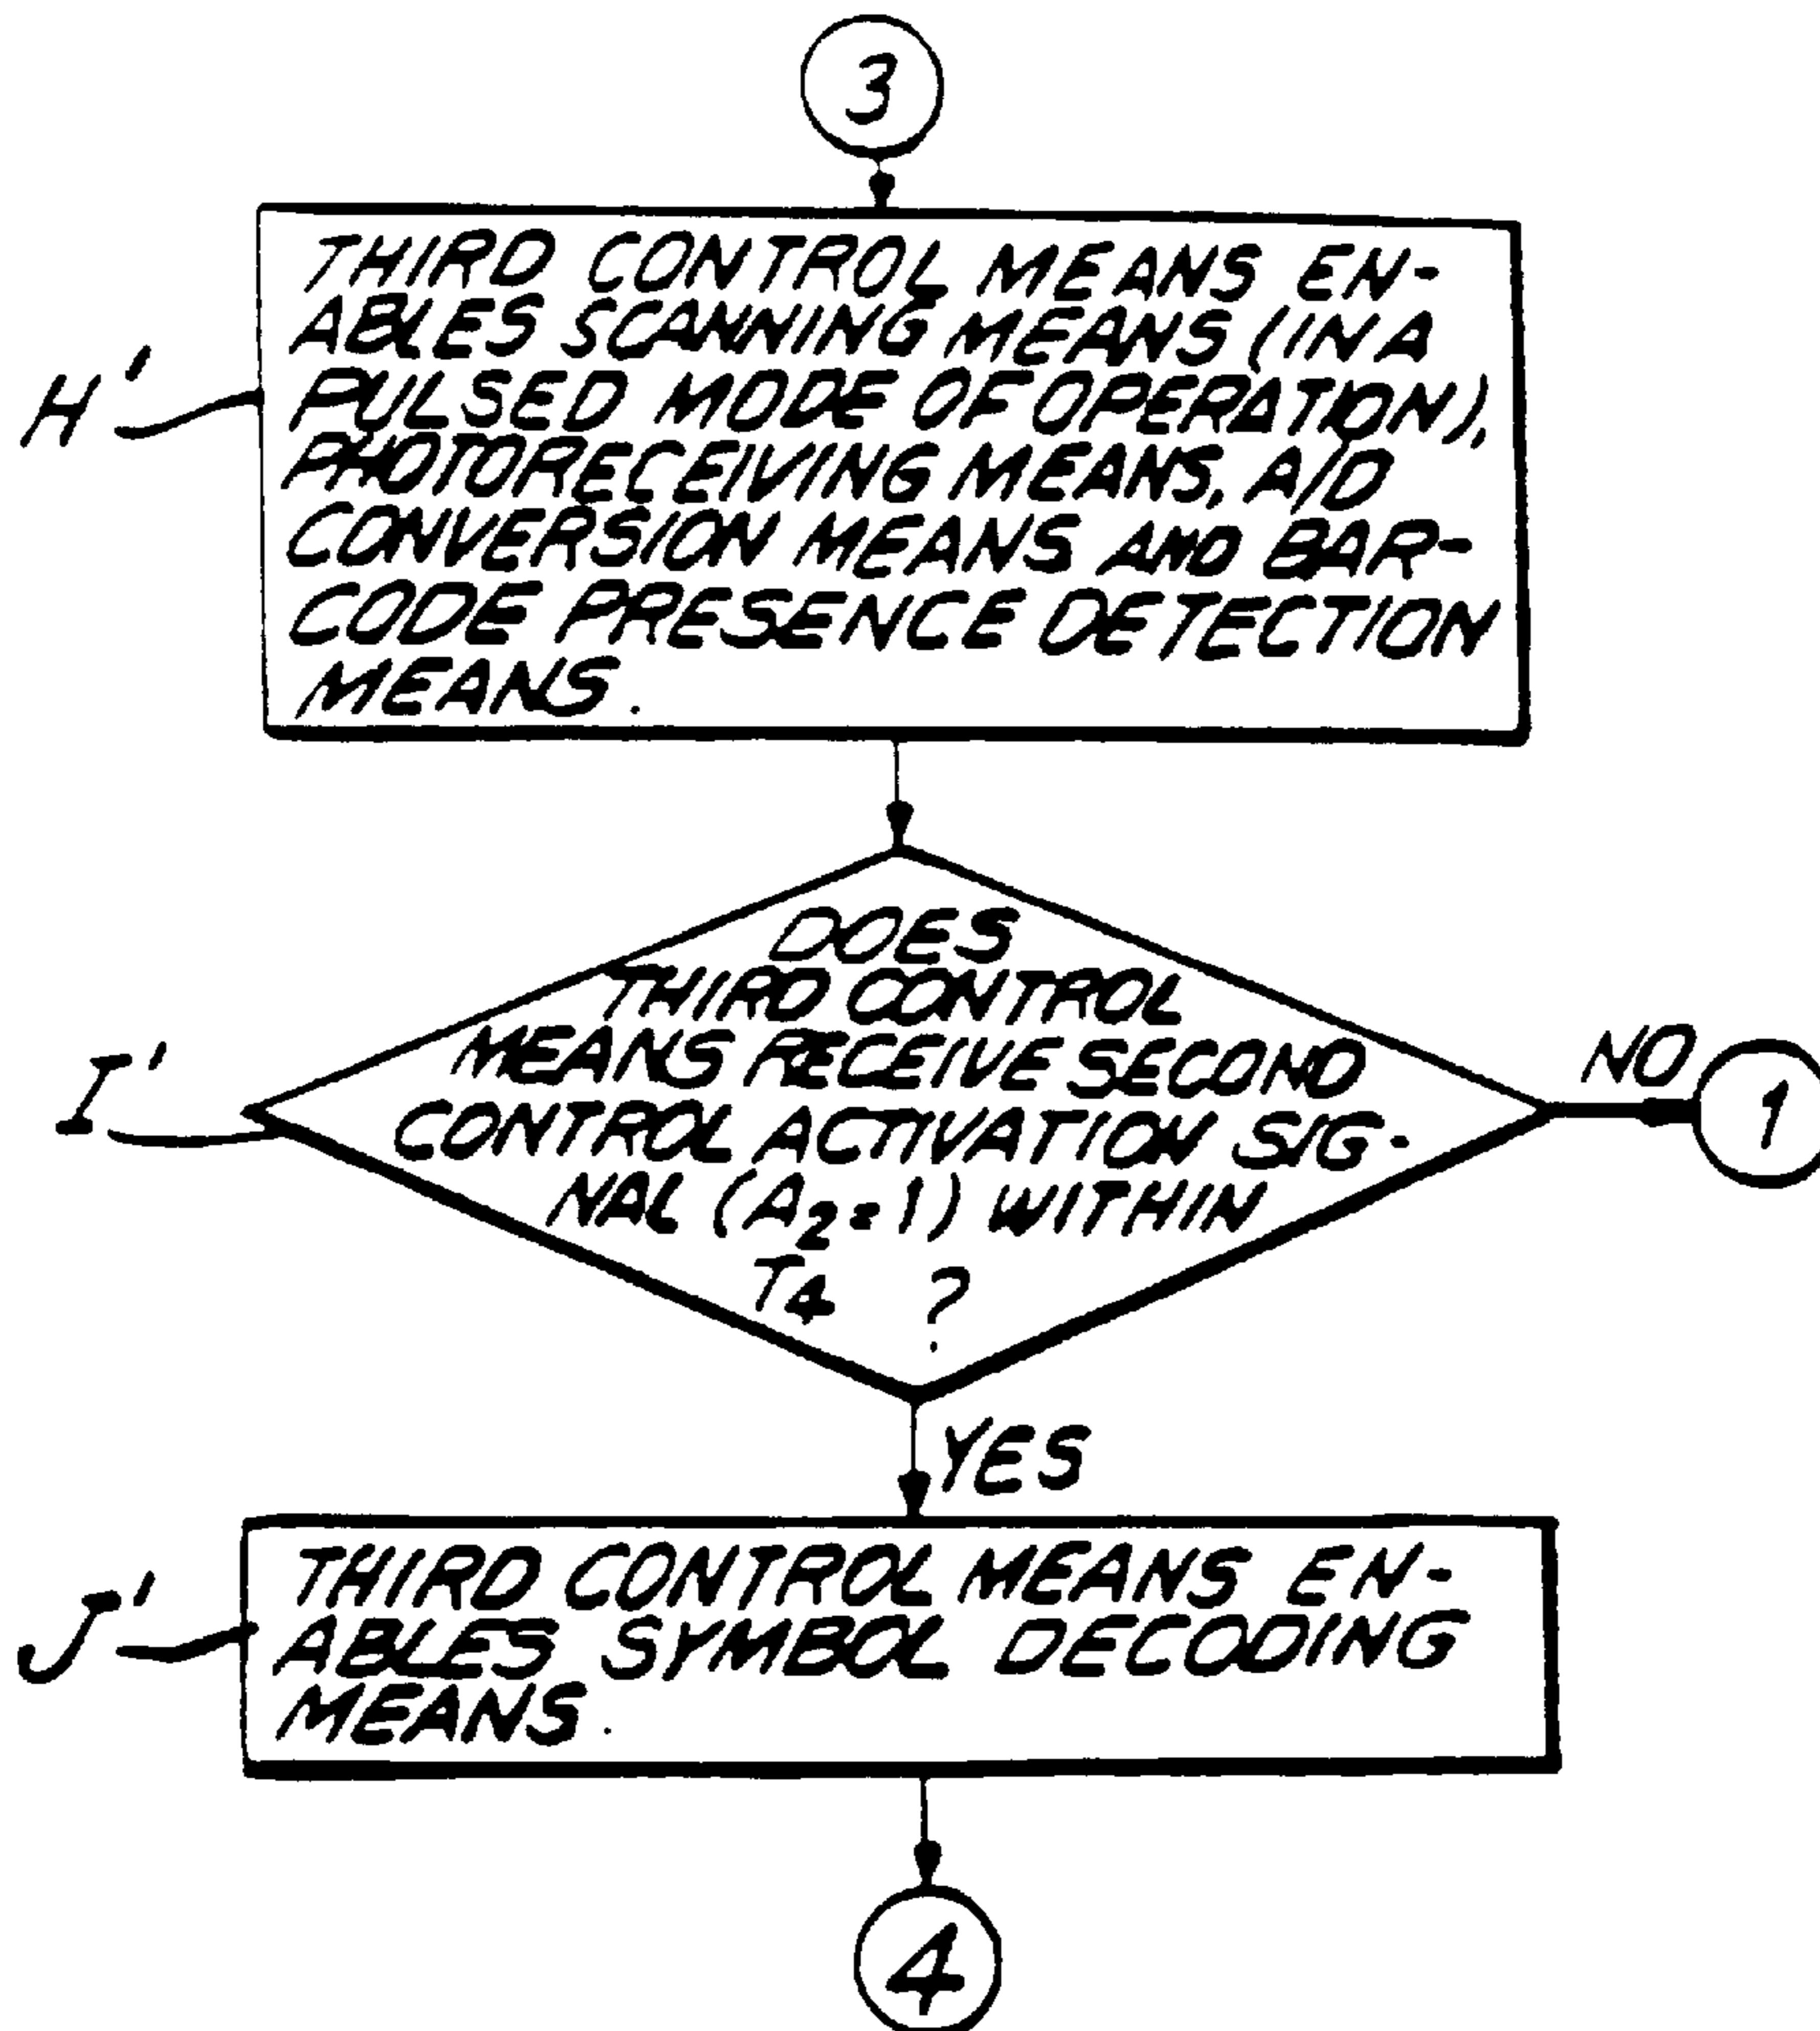 3
THIRD CONTROL MEANS EN-
ABLES SCANNING MEANS (IN A
PULSED MODE OF OPERATION),
PHOTORECEIVING MEANS, A/D
CONVERSION MEANS AND BAR-
CODE PRESENCE DETECTION
MEANS.
H'
DOES
THIRD CONTROL
MEANS RECEIVE SECOND
CONTROL ACTIVATION SIG-
NAL (A2=1) WITHIN
T4 ?
I'
NO
1
YES
THIRD CONTROL MEANS EN-
ABLES SYMBOL DECODING
MEANS.
J'
4